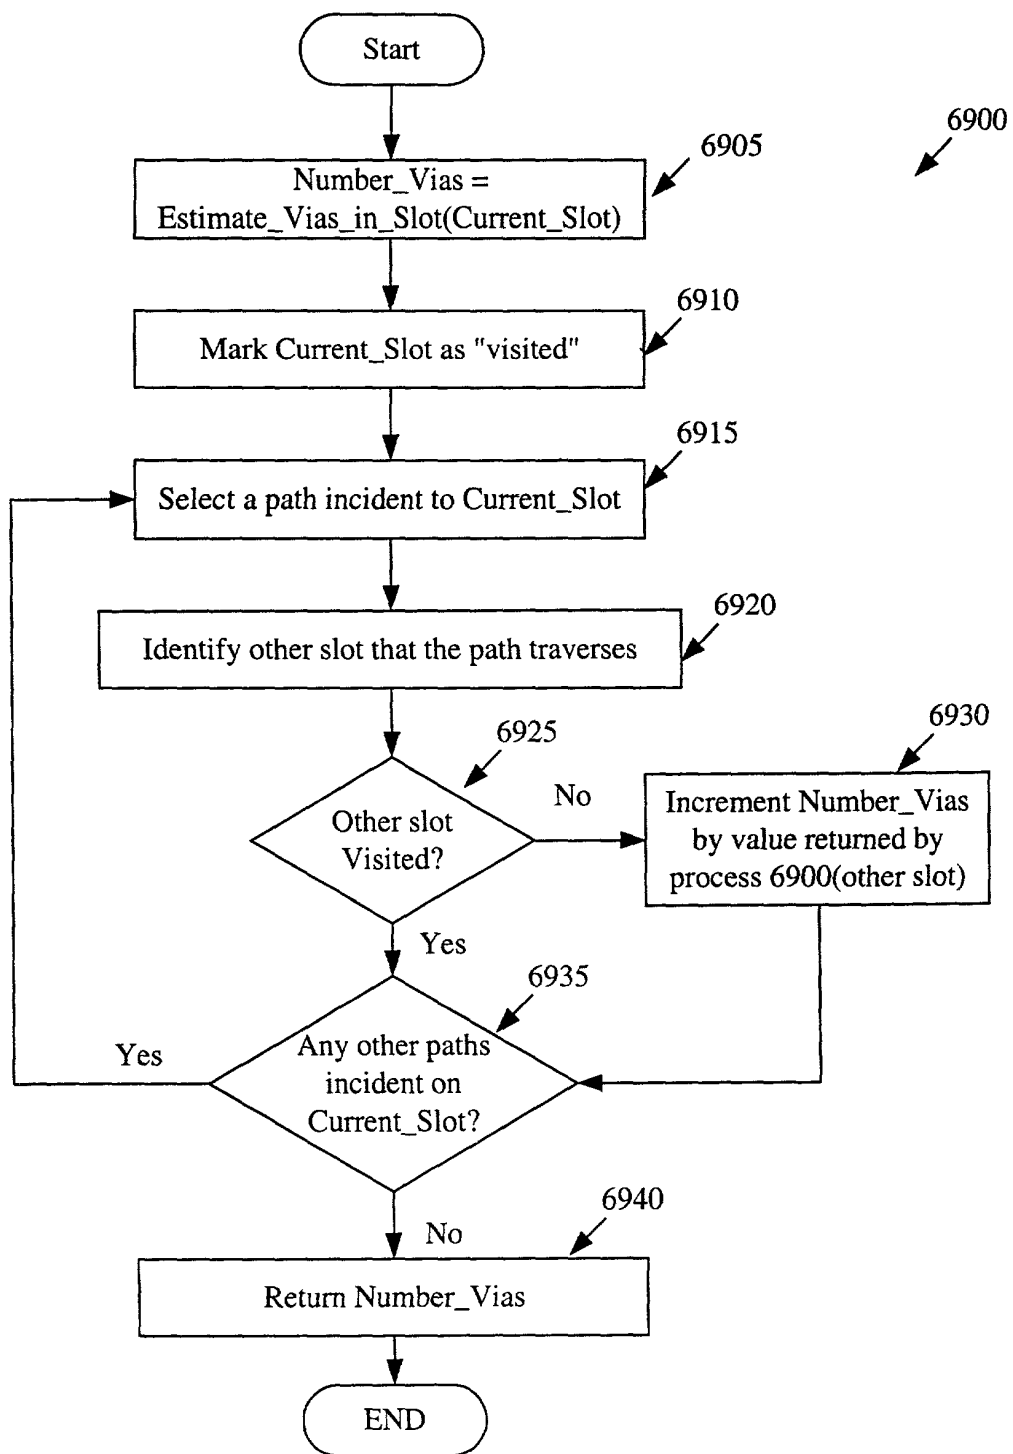 Start
6900
6905
Number_Vias =
Estimate_Vias_in_Slot(Current_Slot)
6910
Mark Current_Slot as "visited"
6915
Select a path incident to Current_Slot
6920
Identify other slot that the path traverses
6925
Other slot
Visited?
No
6930
Increment Number_Vias
by value returned by
process 6900(other slot)
Yes
6935
Any other paths
incident on
Current_Slot?
Yes
No
6940
Return Number_Vias
END